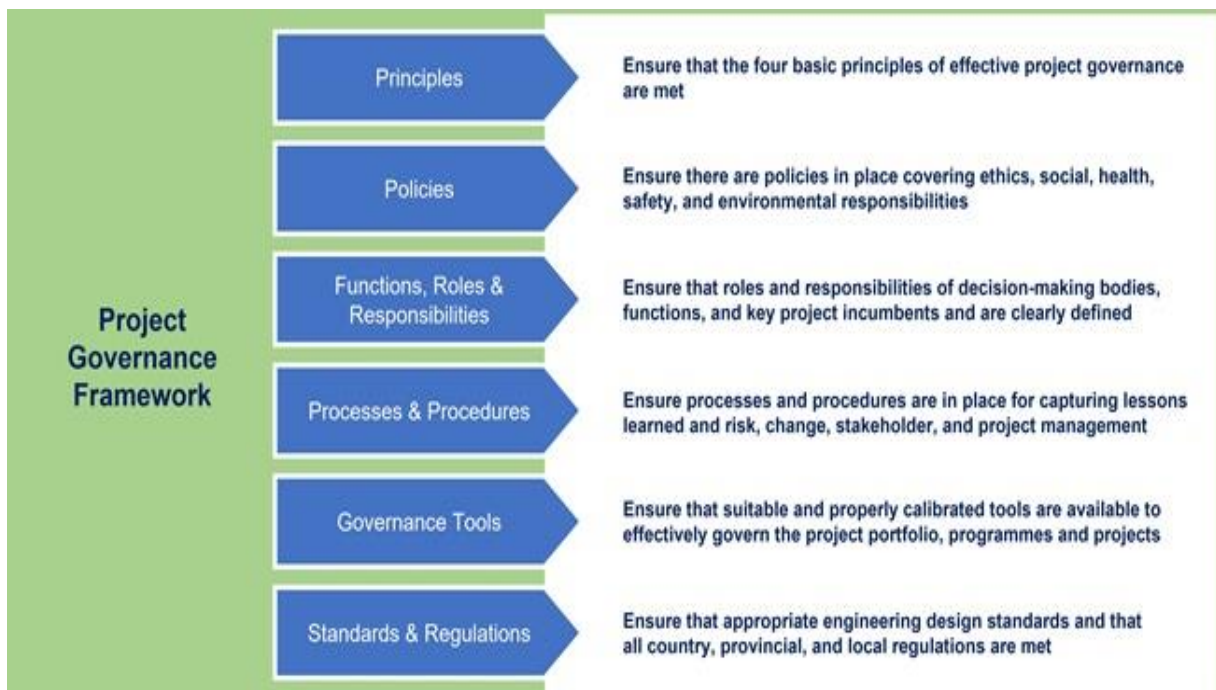 Project
Governance
Framework
Principles
Ensure that the four basic principles of effective project governance
are met
Policies
Ensure there are policies in place covering ethics, social, health,
safety, and environmental responsibilities
Functions, Roles &
Responsibilities
Ensure that roles and responsibilities of decision-making bodies,
functions, and key project incumbents and are clearly defined
Processes & Procedures
Ensure processes and procedures are in place for capturing lessons
learned and risk, change, stakeholder, and project management
Governance Tools
Ensure that suitable and properly calibrated tools are available to
effectively govern the project portfolio, programmes and projects
Standards & Regulations
Ensure that appropriate engineering design standards and that
all country, provincial, and local regulations are met